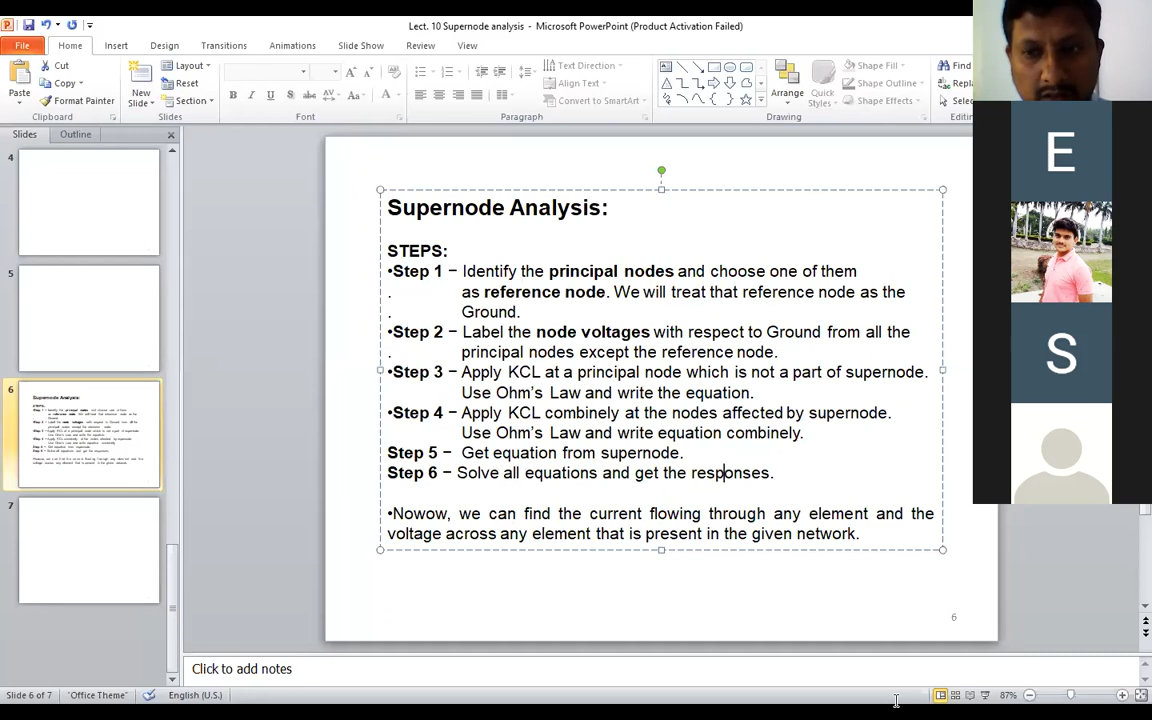 Lect. 10 Supernode analysis - Microsoft PowerPoint (Product Activation Failed)
File Home Insert Design Transitions Animations Slide Show Review View
Paste
Cut
Copy
Format Painter
Clipboard
New
Slide
Layout
Reset
Section
Slides
Font
Paragraph
Text Direction
Align Text
Convert to SmartArt
Arrange
Quick
Styles
Shape Fill
Shape Outline
Shape Effects
Drawing
Find
Repla
Selec
Slides Outline
4
5
6
7
Supernode Analysis:
STEPS:
•Step 1 − Identify the principal nodes and choose one of them
. as reference node. We will treat that reference node as the
. Ground.
•Step 2 − Label the node voltages with respect to Ground from all the
. principal nodes except the reference node.
•Step 3 − Apply KCL at a principal node which is not a part of supernode.
Use Ohm's Law and write the equation.
•Step 4 − Apply KCL combinely at the nodes affected by supernode.
Use Ohm's Law and write equation combinely.
Step 5 − Get equation from supernode.
Step 6 − Solve all equations and get the responses.
•Nowow, we can find the current flowing through any element and the
voltage across any element that is present in the given network.
6
E
S
Click to add notes
Slide 6 of 7 "Office Theme" English (U.S.) 87%